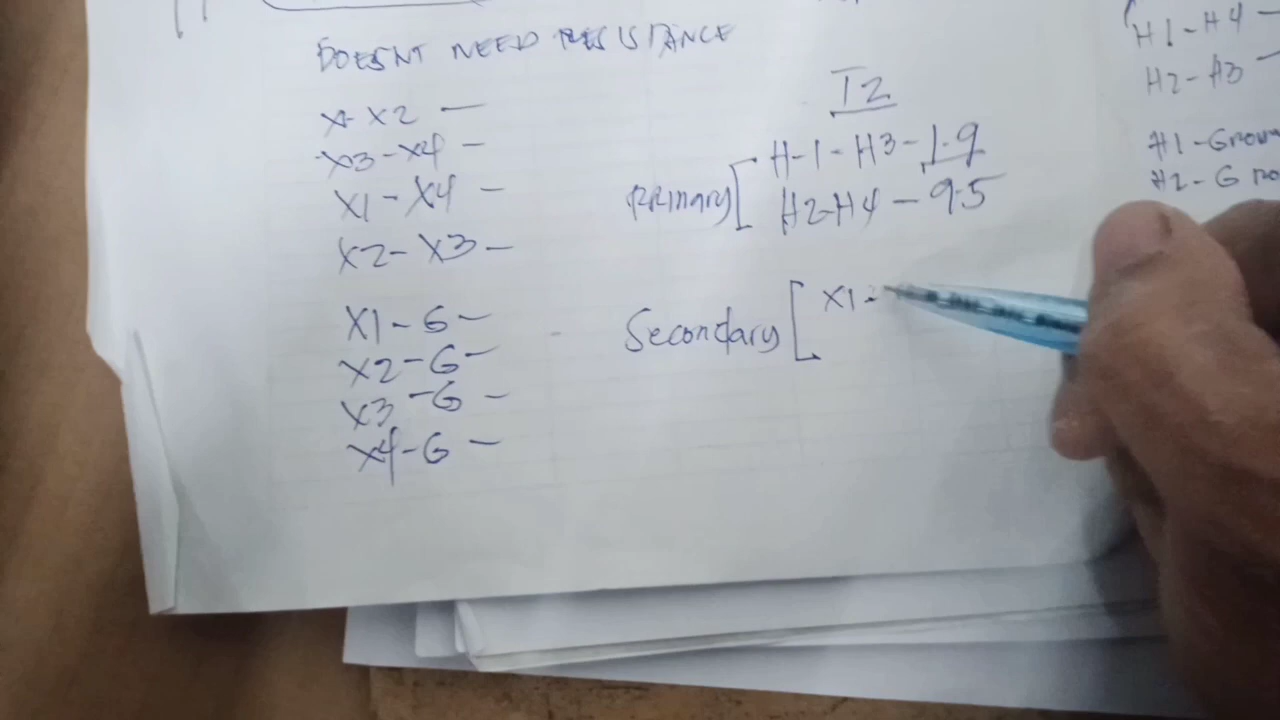 DOESNT NEED RESISTANCE
X- X2 —
X3-X4 —
X1- X4 —
X2- X3 —
X1-G —
X2-G —
X3-G —
X4-G —
T2
Primary
H-1-H3-1.9
H2-H4-9.5
Secondary
X1-
H1-H4-
H2-H3-
H1-Groun
H2-Gro